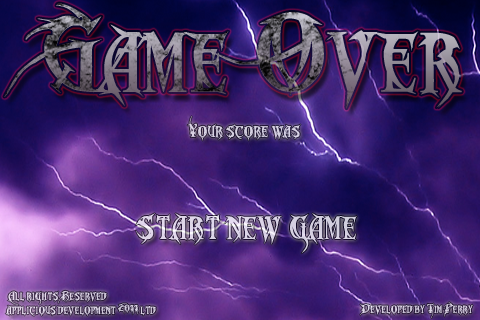 Game Over
Your score was
Start New Game
All rights Reserved
Applicious development 2011 LTD
Developed by Tim Perry